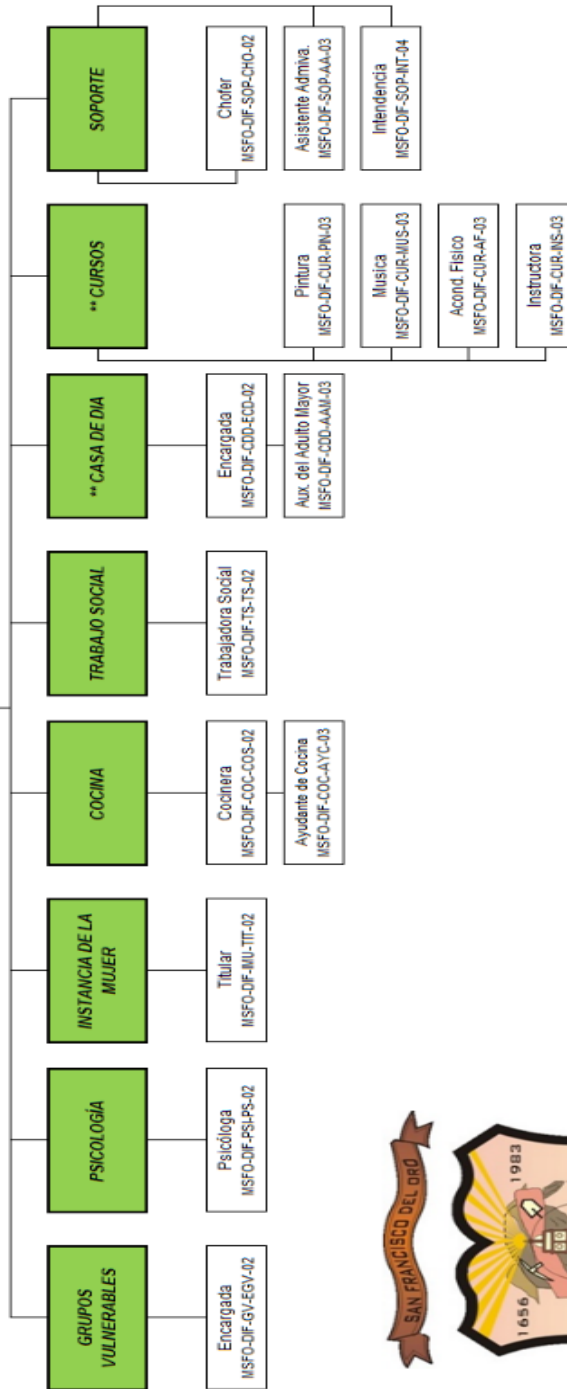 GRUPOS
VULNERABLES
PSICOLOGÍA
INSTANCIA DE LA
MUJER
COCINA
TRABAJO SOCIAL
** CASA DE DIA
** CURSOS
SOPORTE
Encargada
MSFO-DIF-GV-EGV-02
Psicóloga
MSFO-DIF-PSI-PS-02
Titular
MSFO-DIF-IMU-TIT-02
Cocinera
MSFO-DIF-COC-COS-02
Ayudante de Cocina
MSFO-DIF-COC-AYC-03
Trabajadora Social
MSFO-DIF-TS-TS-02
Encargada
MSFO-DIF-CDD-ECD-02
Aux. del Adulto Mayor
MSFO-DIF-CDD-AAM-03
Pintura
MSFO-DIF-CUR-PIN-03
Musica
MSFO-DIF-CUR-MUS-03
Acond. Fisico
MSFO-DIF-CUR-AF-03
Instructora
MSFO-DIF-CUR-INS-03
Chofer
MSFO-DIF-SOP-CHO-02
Asistente Admiva.
MSFO-DIF-SOP-AA-03
Intendencia
MSFO-DIF-SOP-INT-04
SAN FRANCISCO DEL ORO
1656
1983